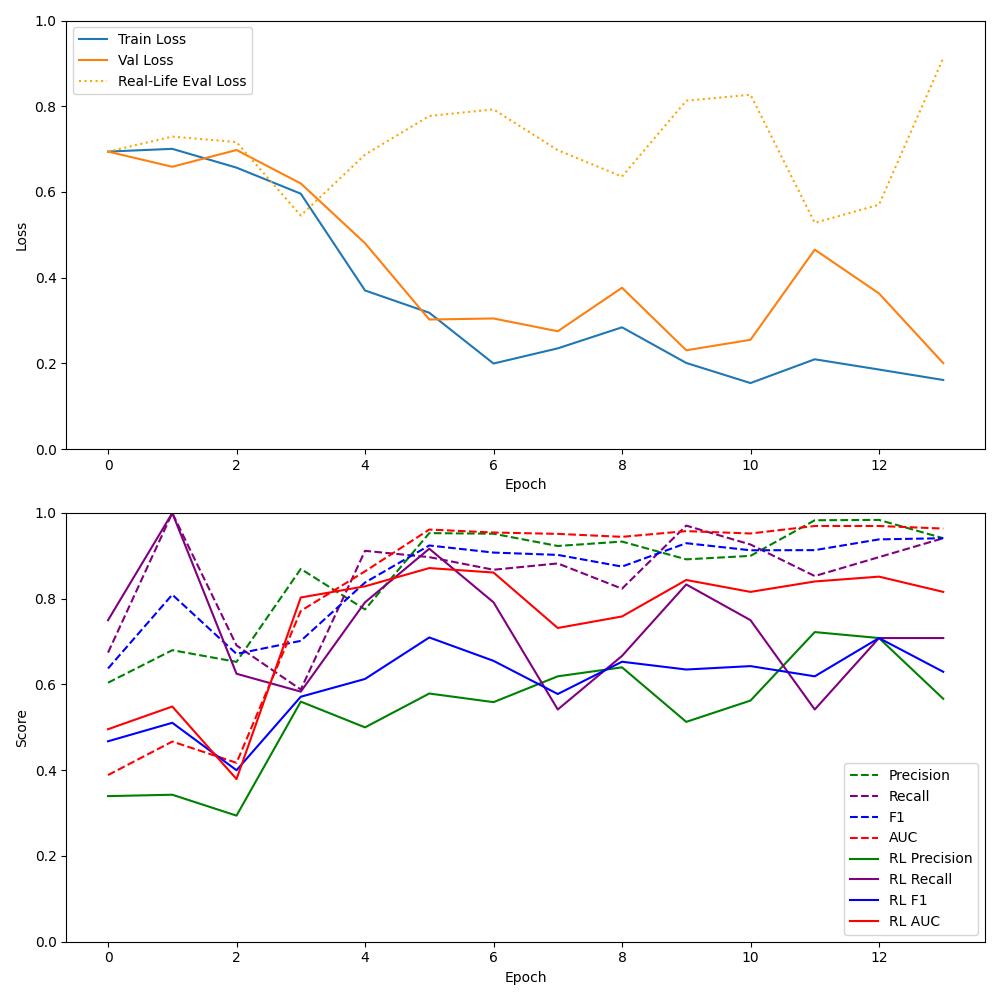 1.0
0.8
0.6
0.4
0.2
0.0
Loss
Train Loss
Val Loss
Real-Life Eval Loss
0 2 4 6 8 10 12
Epoch
1.0
0.8
0.6
0.4
0.2
0.0
Score
Precision
Recall
F1
AUC
RL Precision
RL Recall
RL F1
RL AUC
0 2 4 6 8 10 12
Epoch